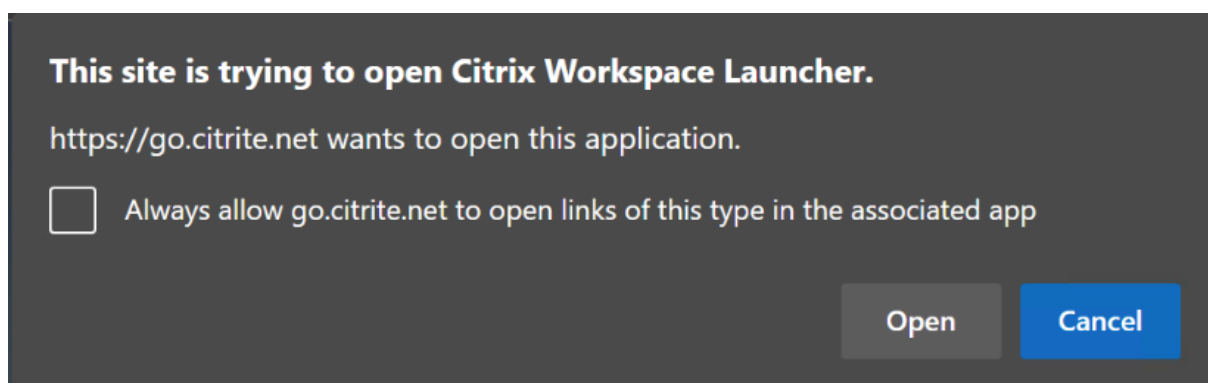 This site is trying to open Citrix Workspace Launcher.
https://go.citrite.net wants to open this application.
Always allow go.citrite.net to open links of this type in the associated app
Open Cancel